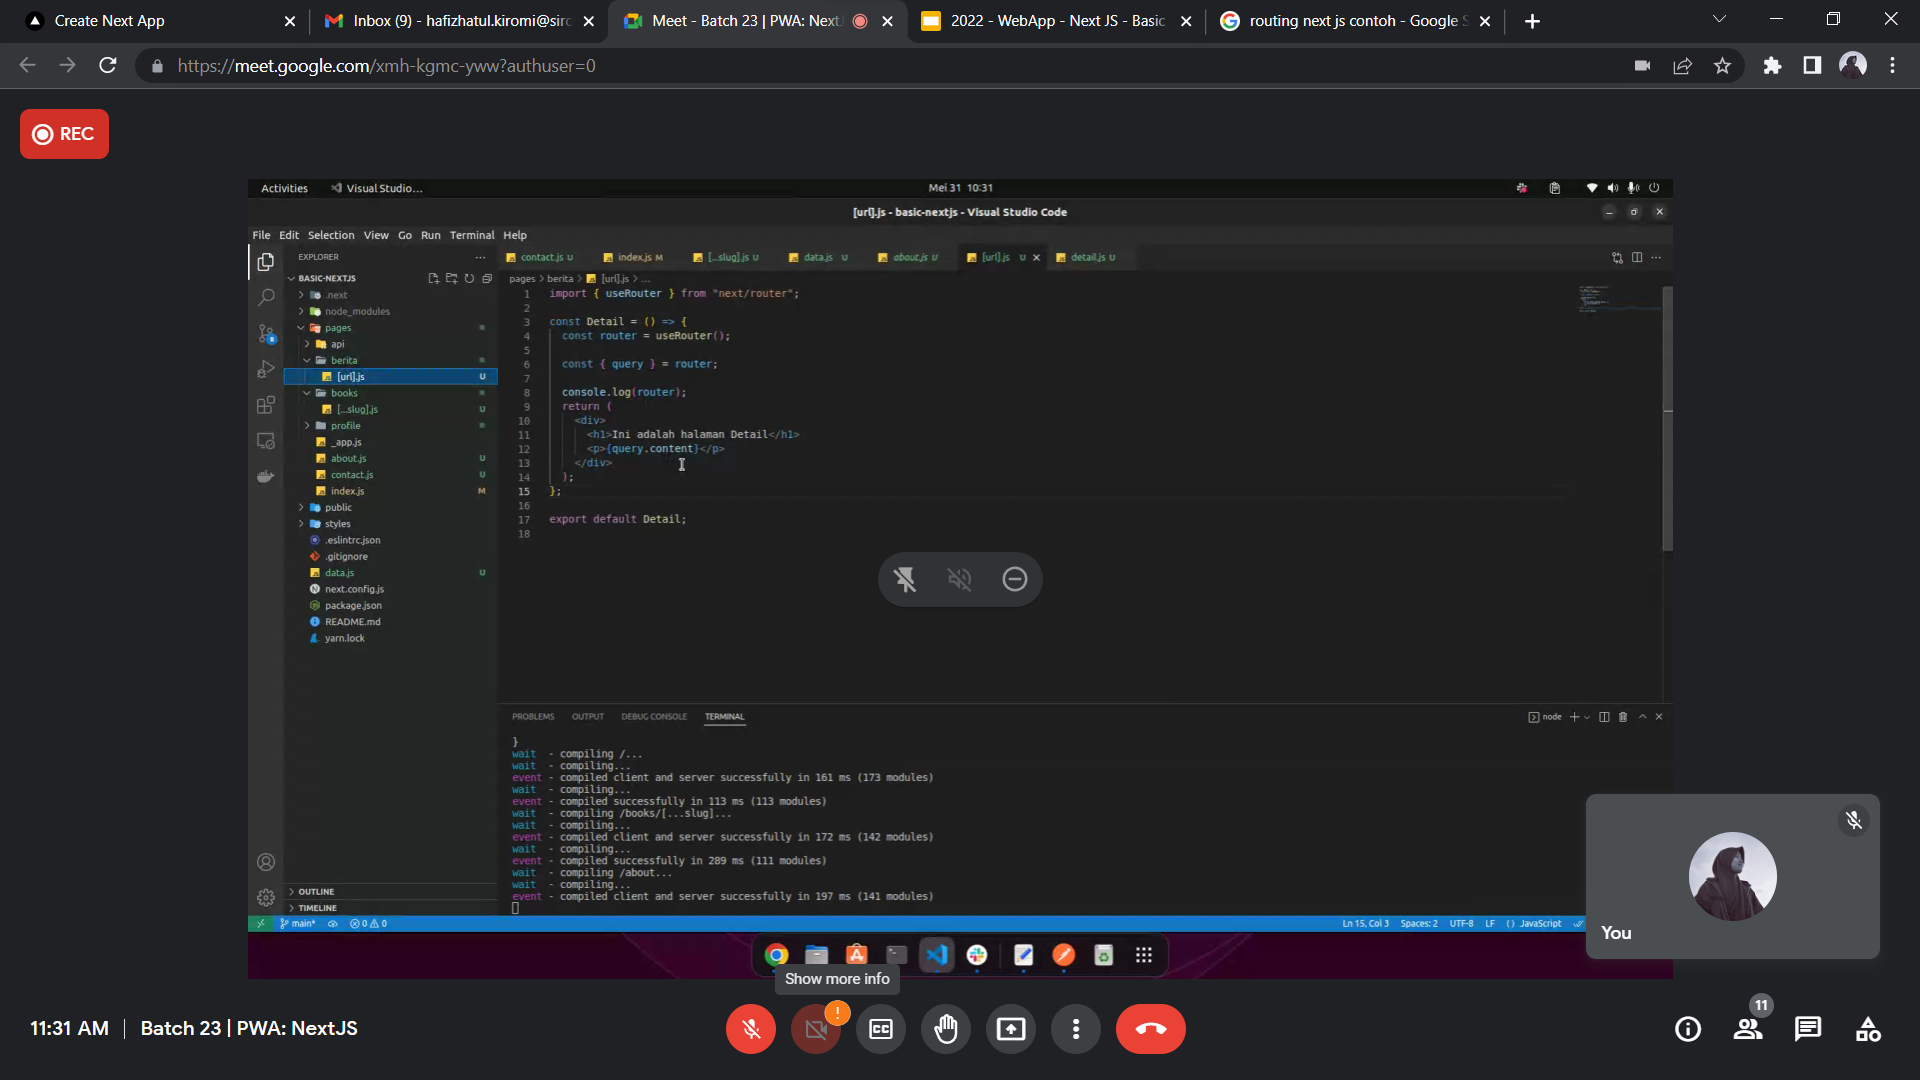 Create Next App
Inbox (9) - hafizhatul.kiromi@sirc
Meet - Batch 23 | PWA: NextJ
2022 - WebApp - Next JS - Basic
routing next js contoh - Google S
https://meet.google.com/xmh-kgmc-yww?authuser=0
REC
Activities
Visual Studio...
Mei 31 10:31
[url].js - basic-nextjs - Visual Studio Code
File Edit Selection View Go Run Terminal Help
EXPLORER
contact.js U
index.js M
[...slug].js U
data.js U
about.js U
[url].js U
detail.js U
BASIC-NEXTJS
pages > berita > [url].js > ...
.next
node_modules
pages
api
berita
[url].js U
books
[...slug].js U
profile
_app.js
about.js U
contact.js U
index.js M
public
styles
.eslintrc.json
.gitignore
data.js U
next.config.js
package.json
README.md
yarn.lock
OUTLINE
TIMELINE
1 import { useRouter } from "next/router";
2
3 const Detail = () => {
4 const router = useRouter();
5
6 const { query } = router;
7
8 console.log(router);
9 return (
10 <div>
11 <h1>Ini adalah halaman Detail</h1>
12 <p>{query.content}</p>
13 </div>
14 );
15 };
16
17 export default Detail;
18
PROBLEMS OUTPUT DEBUG CONSOLE TERMINAL
node
}
wait - compiling /...
wait - compiling...
event - compiled client and server successfully in 161 ms (173 modules)
wait - compiling...
event - compiled successfully in 113 ms (113 modules)
wait - compiling /books/[...slug]...
wait - compiling...
event - compiled client and server successfully in 172 ms (142 modules)
wait - compiling...
event - compiled successfully in 289 ms (111 modules)
wait - compiling /about...
wait - compiling...
event - compiled client and server successfully in 197 ms (141 modules)
main*
0 0
Ln 15, Col 3 Spaces: 2 UTF-8 LF {} JavaScript
You
Show more info
11:31 AM | Batch 23 | PWA: NextJS
!
CC
11